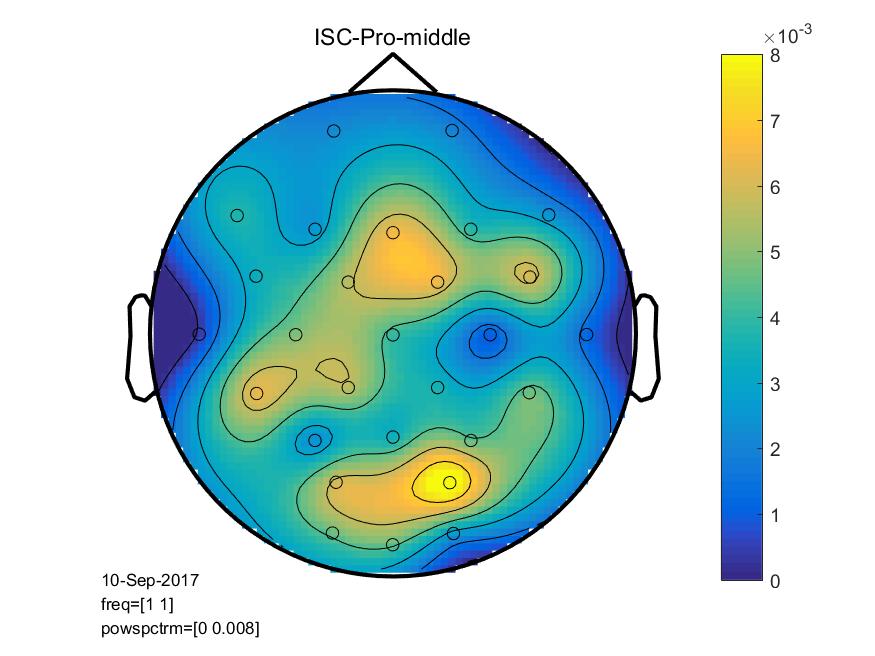 ISC-Pro-middle
×10-3
8
7
6
5
4
3
2
1
0
10-Sep-2017
freq=[1 1]
powspctrm=[0 0.008]